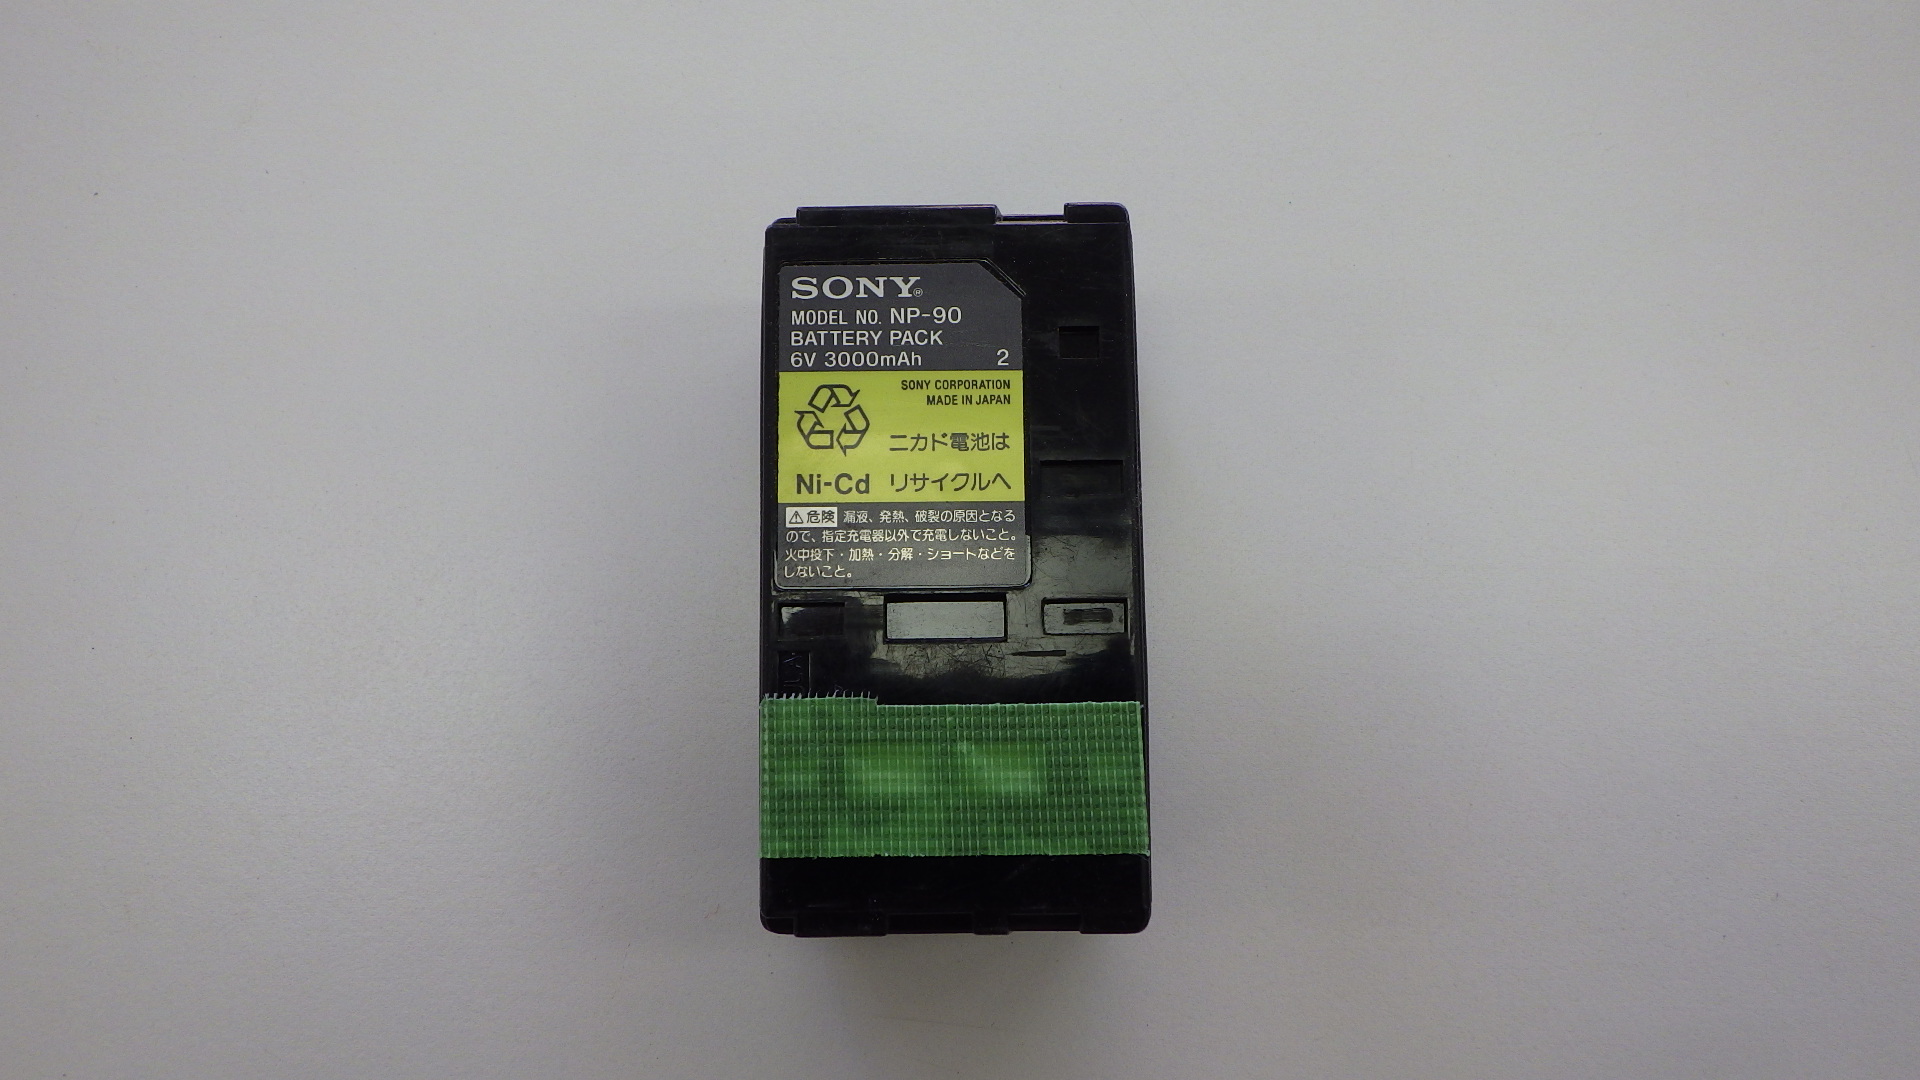 SONY®
MODEL NO. NP-90
BATTERY PACK
6V 3000mAh 2
SONY CORPORATION
MADE IN JAPAN
ニカド電池は
Ni-Cd リサイクルへ
⚠危険 漏液、発熱、破裂の原因となる
ので、指定充電器以外で充電しないこと。
火中投下・加熱・分解・ショートなどを
しないこと。